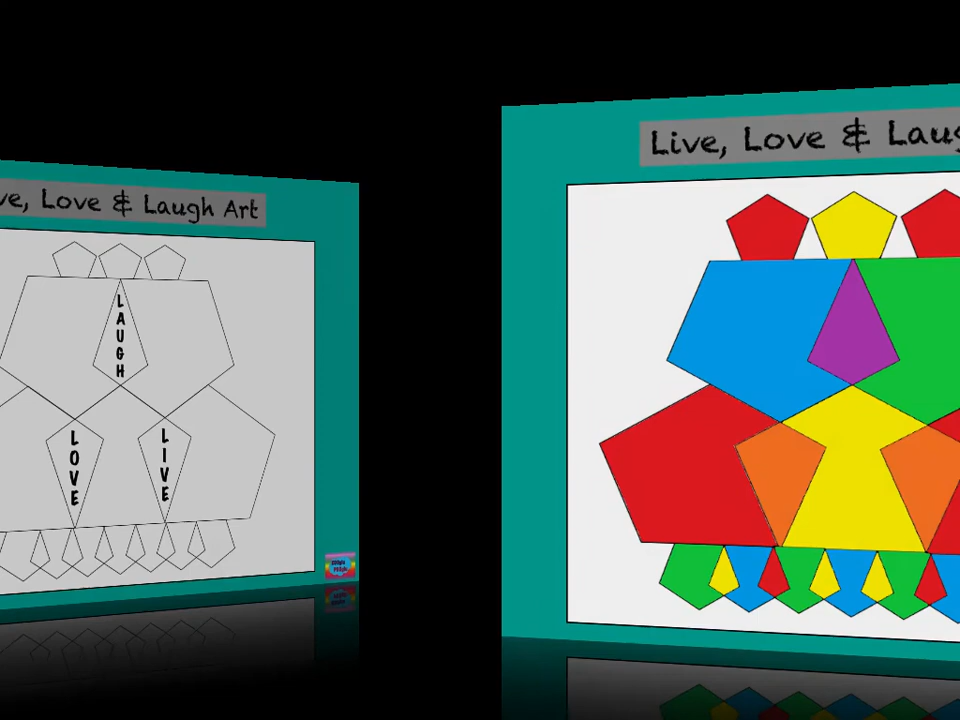 ve, Love & Laugh Art
LAUGH
LOVE
LIVE
Live, Love & Laug